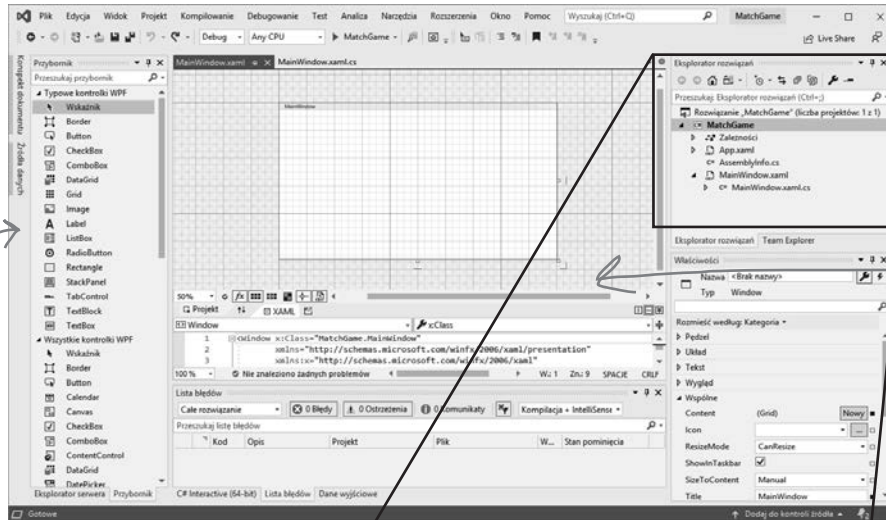 Plik Edycja Widok Projekt Kompilowanie Debugowanie Test Analiza Narzędzia Rozszerzenia Okno Pomoc Wyszukaj (Ctrl+Q) MatchGame
Debug Any CPU MatchGame Live Share
Konspekt dokumentu Źródła danych
Przybornik
Przeszukaj przybornik
Typowe kontrolki WPF
Wskaźnik
Border
Button
CheckBox
ComboBox
DataGrid
Grid
Image
Label
ListBox
RadioButton
Rectangle
StackPanel
TabControl
TextBlock
TextBox
Wszystkie kontrolki WPF
Wskaźnik
Border
Button
Calendar
Canvas
CheckBox
ComboBox
ContentControl
DataGrid
DatePicker
Eksplorator serwera Przybornik
MainWindow.xaml MainWindow.xaml.cs
MainWindow
50%
Projekt XAML
Window x:Class
1 <Window x:Class="MatchGame.MainWindow"
2 xmlns="http://schemas.microsoft.com/winfx/2006/xaml/presentation"
3 xmlns:x="http://schemas.microsoft.com/winfx/2006/xaml"
100 % Nie znaleziono żadnych problemów W.: 1 Zn.: 9 SPACJE CRLF
Lista błędów
Całe rozwiązanie 0 Błędy 0 Ostrzeżenia 0 Komunikaty Kompilacja + IntelliSense
Przeszukaj listę błędów
Kod Opis Projekt Plik W... Stan pominięcia
C# Interactive (64-bit) Lista błędów Dane wyjściowe
Eksplorator rozwiązań
Przeszukaj: Eksplorator rozwiązań (Ctrl+;)
Rozwiązanie „MatchGame” (liczba projektów: 1 z 1)
MatchGame
Zależności
App.xaml
C# AssemblyInfo.cs
MainWindow.xaml
C# MainWindow.xaml.cs
Eksplorator rozwiązań Team Explorer
Właściwości
Nazwa <Brak nazwy>
Typ Window
Rozmieść według: Kategoria
Pędzel
Układ
Tekst
Wygląd
Wspólne
Content (Grid) Nowy
Icon ...
ResizeMode CanResize
ShowInTaskbar
SizeToContent Manual
Title MainWindow
Gotowe Dodaj do kontroli źródła 2